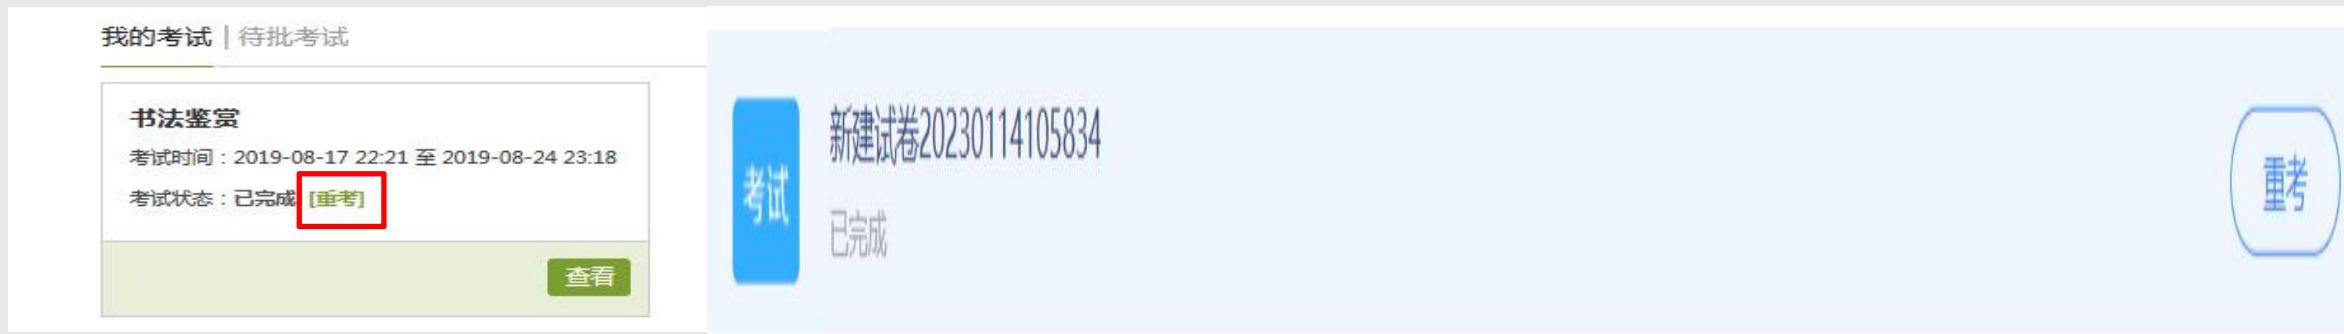 我的考试 | 待批考试
书法鉴赏
考试时间：2019-08-17 22:21 至 2019-08-24 23:18
考试状态：已完成 [重考]
查看
考试
新建试卷20230114105834
已完成
重考